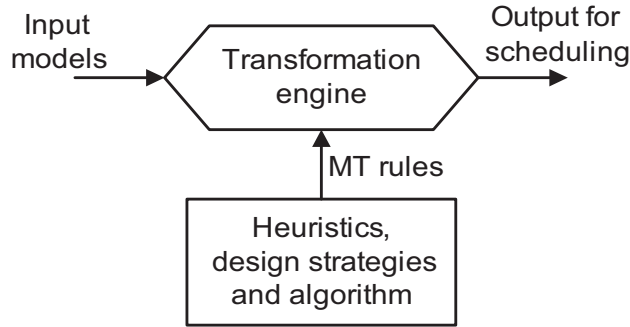 Input
models
Transformation
engine
Output for
scheduling
MT rules
Heuristics,
design strategies
and algorithm